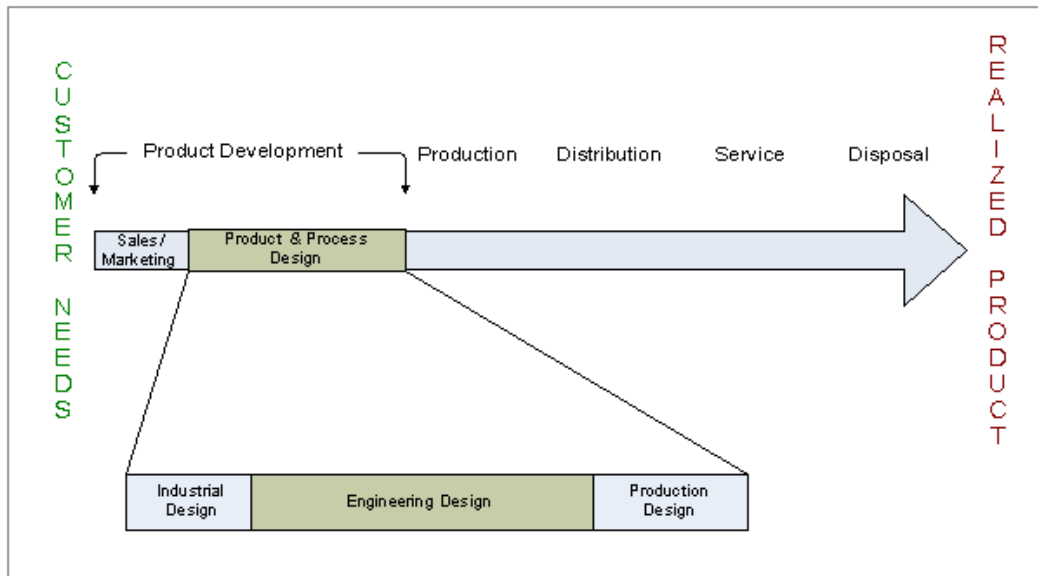 CUSTOMER NEEDS
REALIZED PRODUCT
Product Development
Production
Distribution
Service
Disposal
Sales/
Marketing
Product & Process
Design
Industrial
Design
Engineering Design
Production
Design